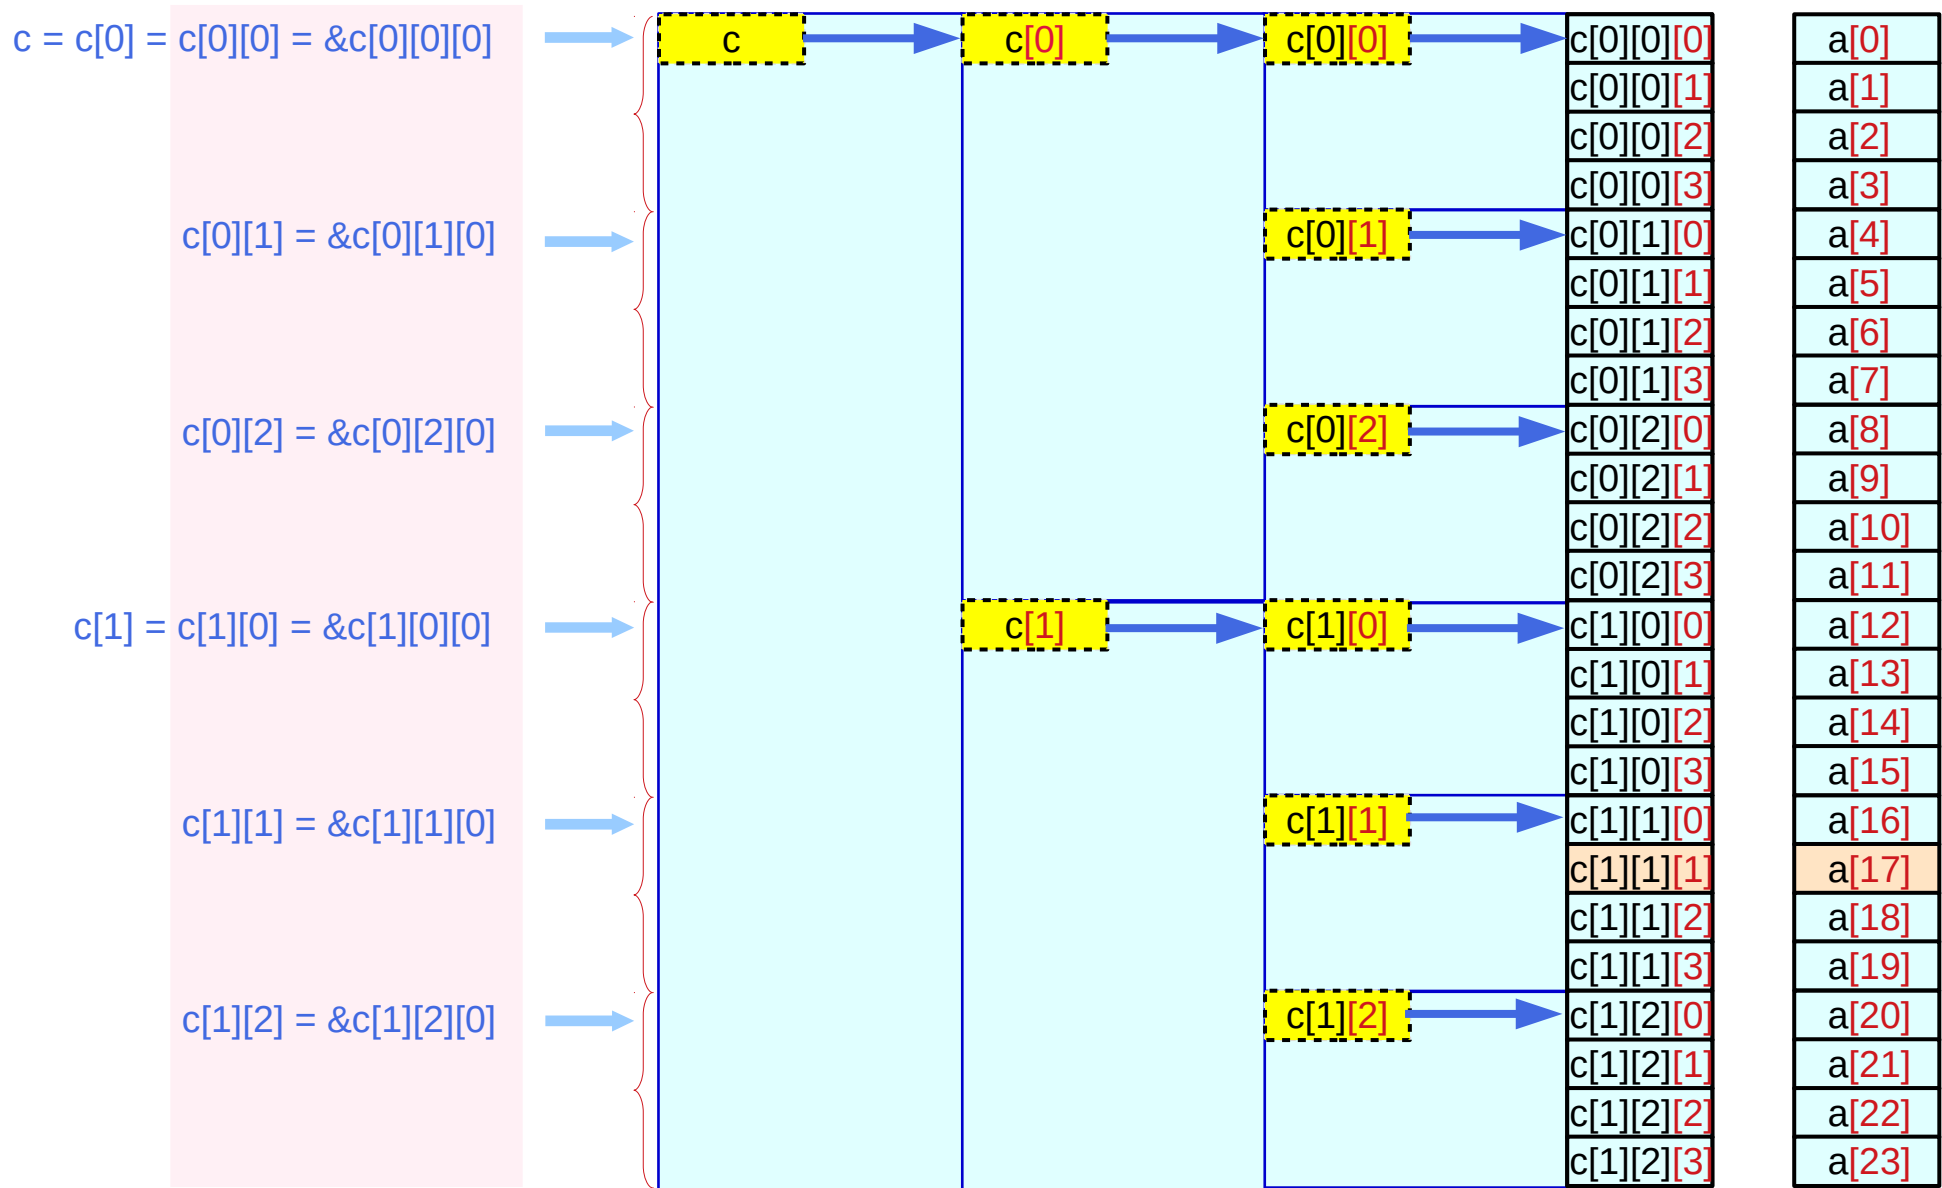 c = c[0] = c[0][0] = &c[0][0][0] c c[0] c[0][0] c[0][0][0] a[0]
c[0][0][1] a[1]
c[0][0][2] a[2]
c[0][0][3] a[3]
c[0][1] = &c[0][1][0] c[0][1] c[0][1][0] a[4]
c[0][1][1] a[5]
c[0][1][2] a[6]
c[0][1][3] a[7]
c[0][2] = &c[0][2][0] c[0][2] c[0][2][0] a[8]
c[0][2][1] a[9]
c[0][2][2] a[10]
c[0][2][3] a[11]
c[1] = c[1][0] = &c[1][0][0] c[1] c[1][0] c[1][0][0] a[12]
c[1][0][1] a[13]
c[1][0][2] a[14]
c[1][0][3] a[15]
c[1][1] = &c[1][1][0] c[1][1] c[1][1][0] a[16]
c[1][1][1] a[17]
c[1][1][2] a[18]
c[1][1][3] a[19]
c[1][2] = &c[1][2][0] c[1][2] c[1][2][0] a[20]
c[1][2][1] a[21]
c[1][2][2] a[22]
c[1][2][3] a[23]